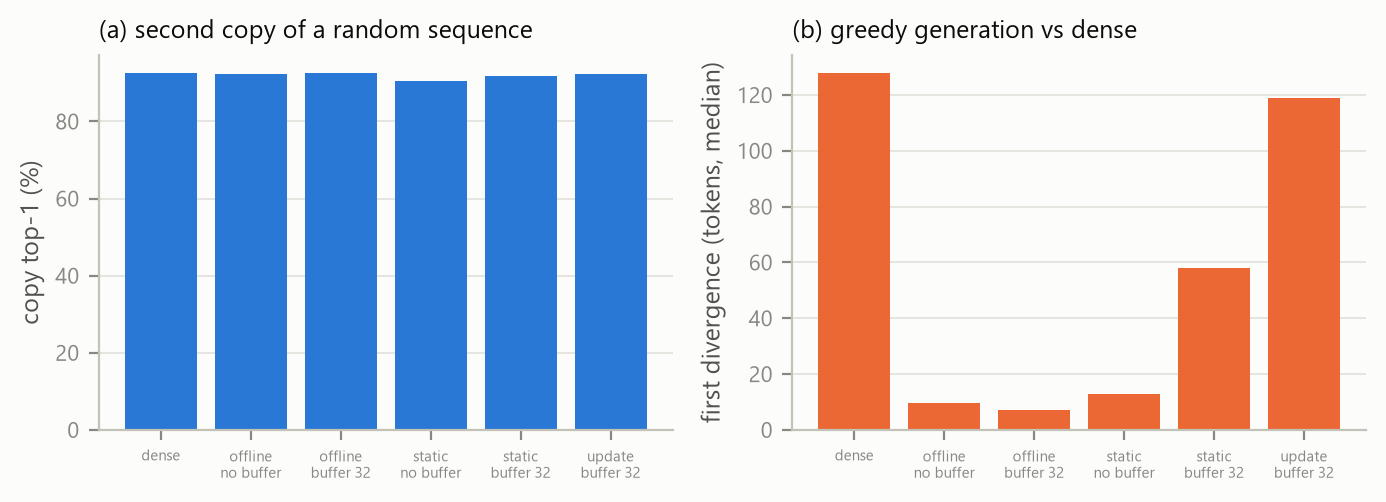 (a) second copy of a random sequence
copy top-1 (%)
80
60
40
20
0
dense
offline
no buffer
offline
buffer 32
static
no buffer
static
buffer 32
update
buffer 32
(b) greedy generation vs dense
first divergence (tokens, median)
120
100
80
60
40
20
0
dense
offline
no buffer
offline
buffer 32
static
no buffer
static
buffer 32
update
buffer 32